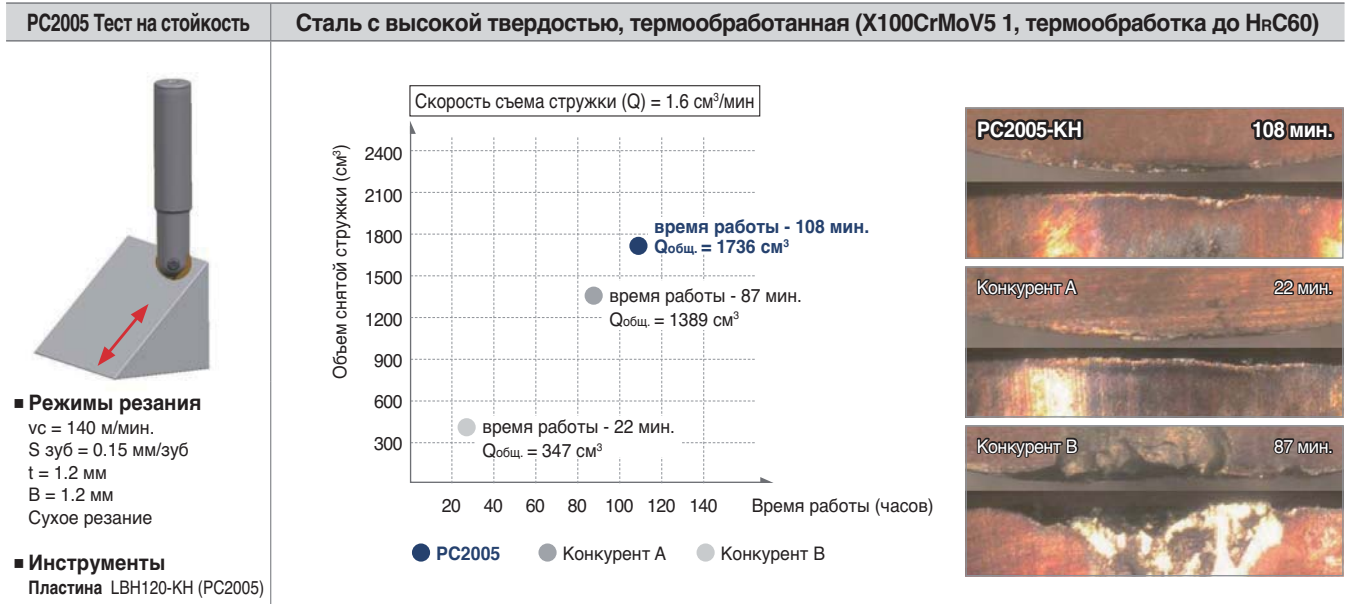 PC2005 Тест на стойкость
Сталь с высокой твердостью, термообработанная (X100CrMoV5 1, термообработка до HRC60)
■ Режимы резания
vc = 140 м/мин.
S зуб = 0.15 мм/зуб
t = 1.2 мм
B = 1.2 мм
Сухое резание
■ Инструменты
Пластина LBH120-KH (PC2005)
Скорость съема стружки (Q) = 1.6 см³/мин
Объем снятой стружки (см³)
2400
2100
1800
1500
1200
900
600
300
время работы - 108 мин.
Qобщ. = 1736 см³
время работы - 87 мин.
Qобщ. = 1389 см³
время работы - 22 мин.
Qобщ. = 347 см³
20 40 60 80 100 120 140 Время работы (часов)
PC2005 Конкурент A Конкурент B
PC2005-KH 108 мин.
Конкурент A 22 мин.
Конкурент B 87 мин.